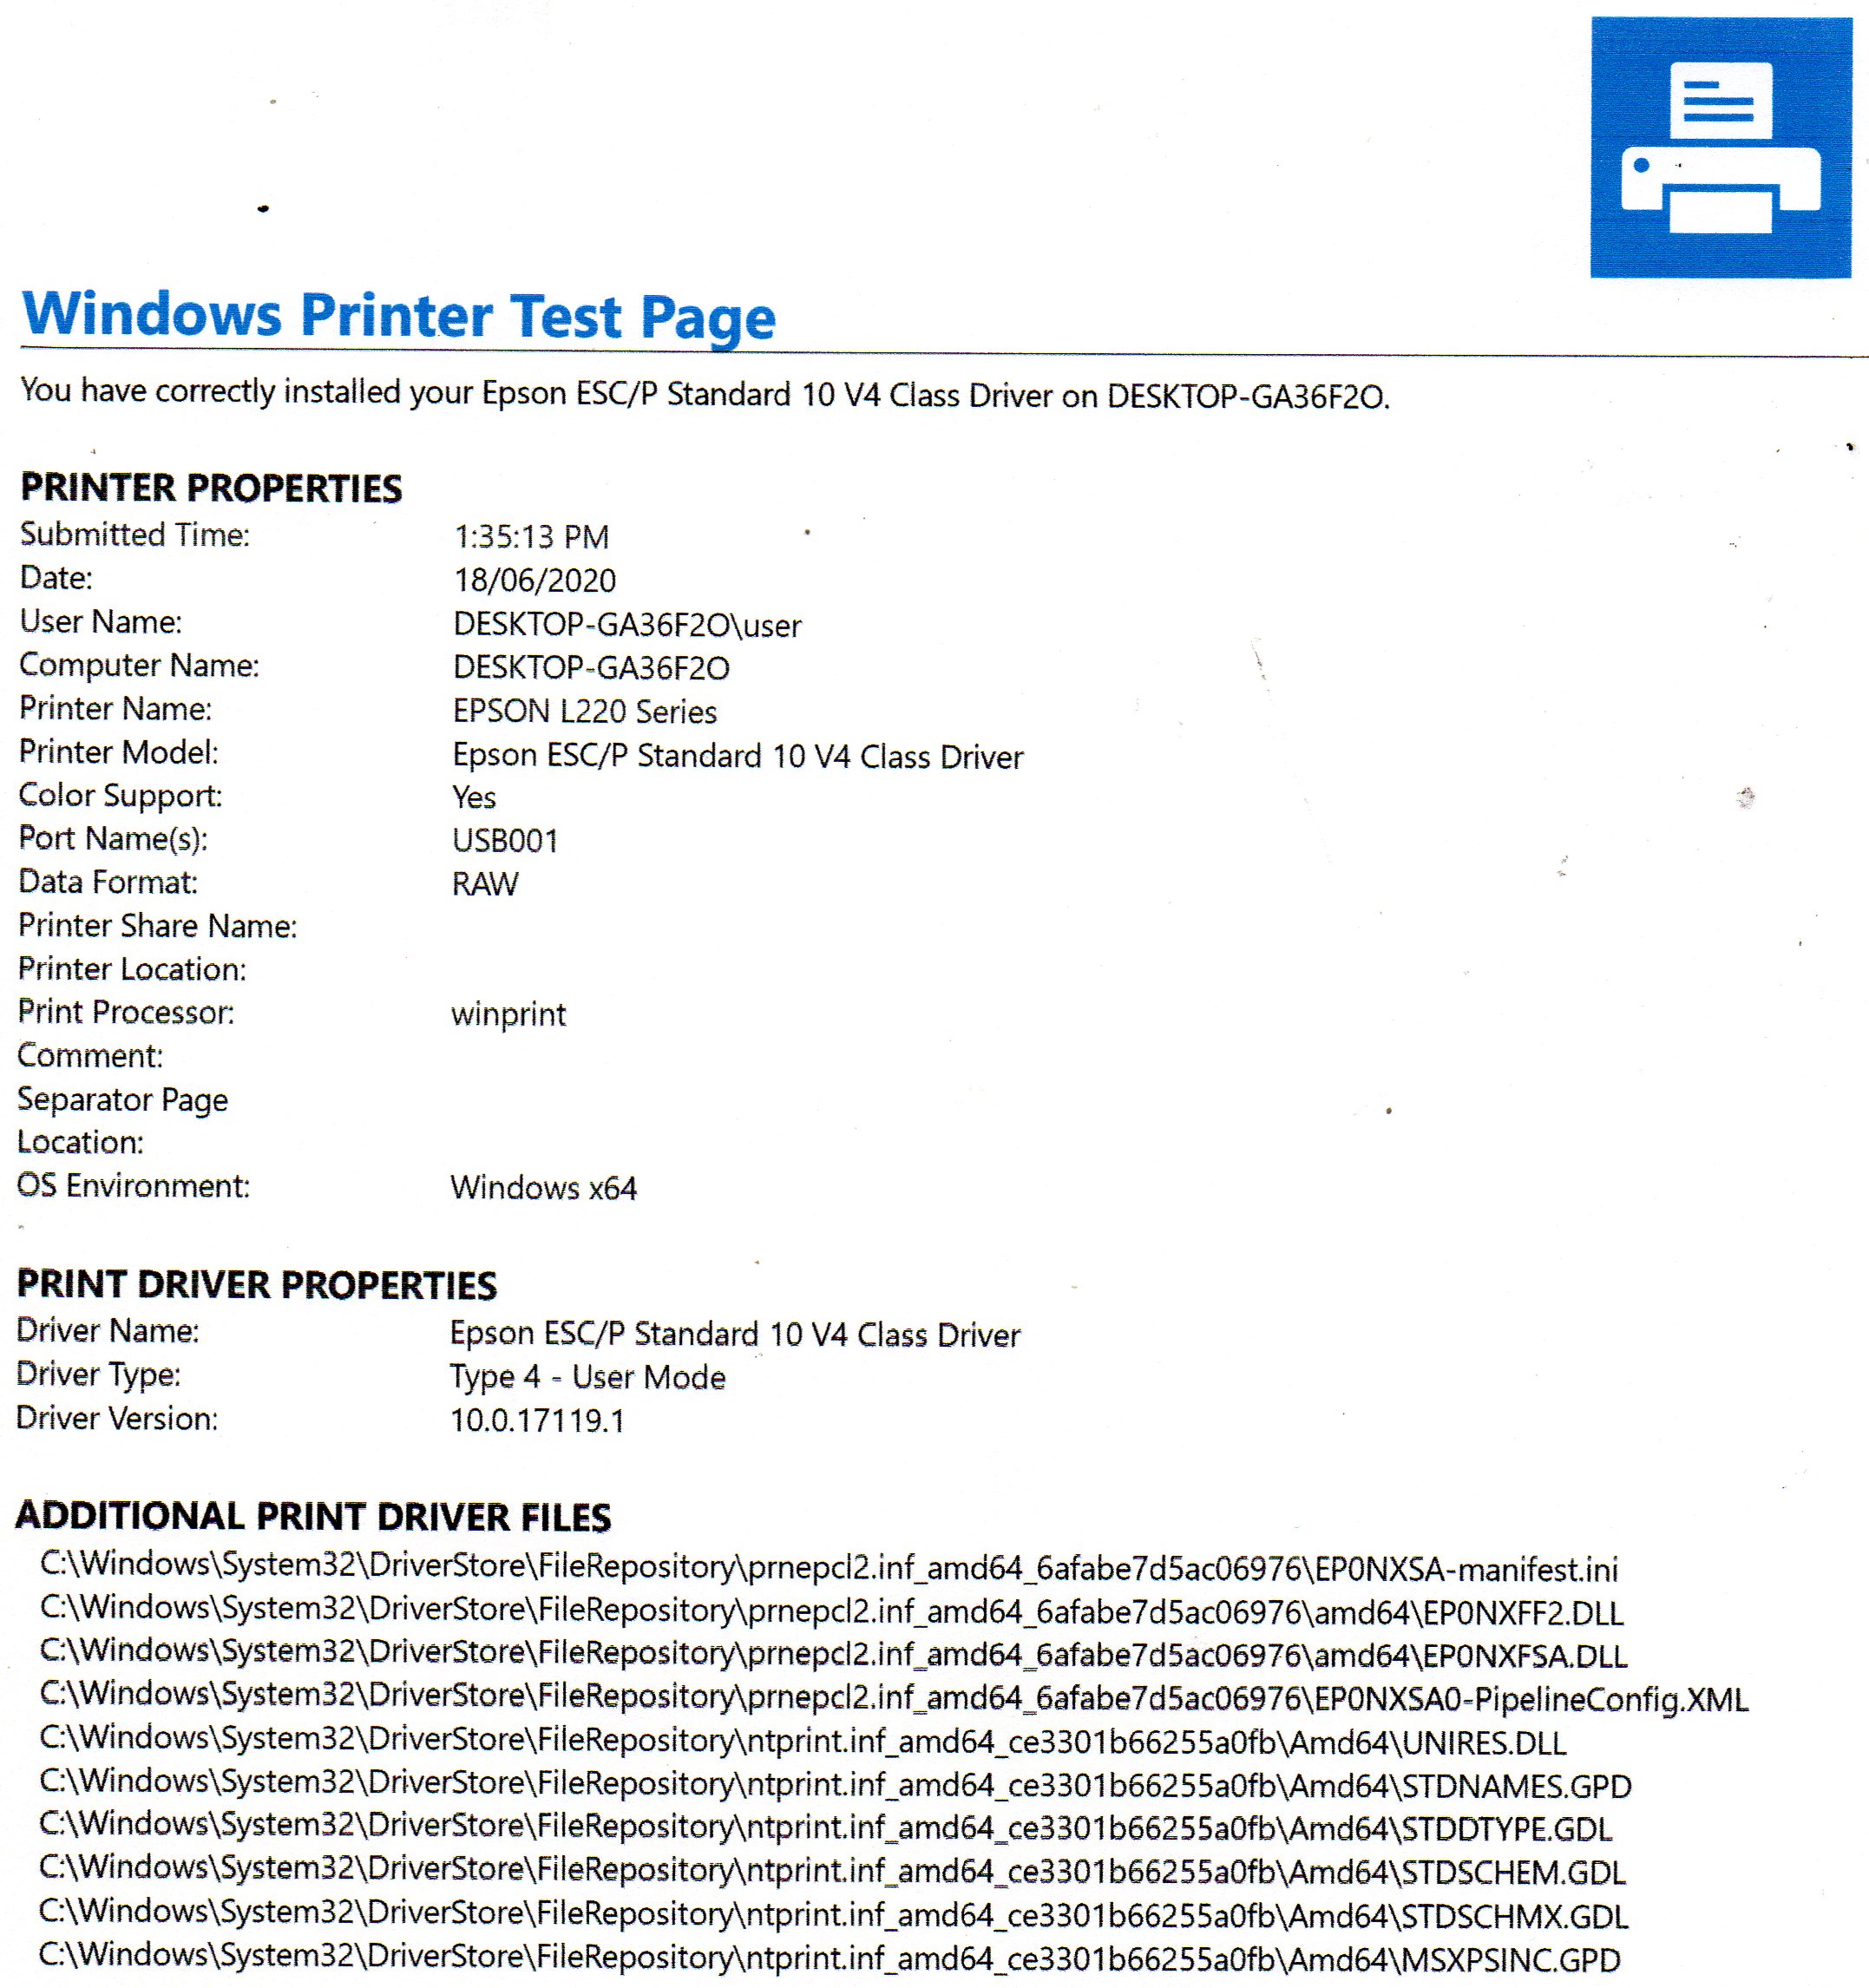 Windows Printer Test Page
You have correctly installed your Epson ESC/P Standard 10 V4 Class Driver on DESKTOP-GA36F2O.
PRINTER PROPERTIES
Submitted Time: 1:35:13 PM
Date: 18/06/2020
User Name: DESKTOP-GA36F2O\user
Computer Name: DESKTOP-GA36F2O
Printer Name: EPSON L220 Series
Printer Model: Epson ESC/P Standard 10 V4 Class Driver
Color Support: Yes
Port Name(s): USB001
Data Format: RAW
Printer Share Name:
Printer Location:
Print Processor: winprint
Comment:
Separator Page
Location:
OS Environment: Windows x64
PRINT DRIVER PROPERTIES
Driver Name: Epson ESC/P Standard 10 V4 Class Driver
Driver Type: Type 4 - User Mode
Driver Version: 10.0.17119.1
ADDITIONAL PRINT DRIVER FILES
C:\Windows\System32\DriverStore\FileRepository\prnepcl2.inf_amd64_6afabe7d5ac06976\EP0NXSA-manifest.ini
C:\Windows\System32\DriverStore\FileRepository\prnepcl2.inf_amd64_6afabe7d5ac06976\amd64\EP0NXFF2.DLL
C:\Windows\System32\DriverStore\FileRepository\prnepcl2.inf_amd64_6afabe7d5ac06976\amd64\EP0NXFSA.DLL
C:\Windows\System32\DriverStore\FileRepository\prnepcl2.inf_amd64_6afabe7d5ac06976\EP0NXSA0-PipelineConfig.XML
C:\Windows\System32\DriverStore\FileRepository\ntprint.inf_amd64_ce3301b66255a0fb\Amd64\UNIRES.DLL
C:\Windows\System32\DriverStore\FileRepository\ntprint.inf_amd64_ce3301b66255a0fb\Amd64\STDNAMES.GPD
C:\Windows\System32\DriverStore\FileRepository\ntprint.inf_amd64_ce3301b66255a0fb\Amd64\STDDTYPE.GDL
C:\Windows\System32\DriverStore\FileRepository\ntprint.inf_amd64_ce3301b66255a0fb\Amd64\STDSCHEM.GDL
C:\Windows\System32\DriverStore\FileRepository\ntprint.inf_amd64_ce3301b66255a0fb\Amd64\STDSCHMX.GDL
C:\Windows\System32\DriverStore\FileRepository\ntprint.inf_amd64_ce3301b66255a0fb\Amd64\MSXPSINC.GPD